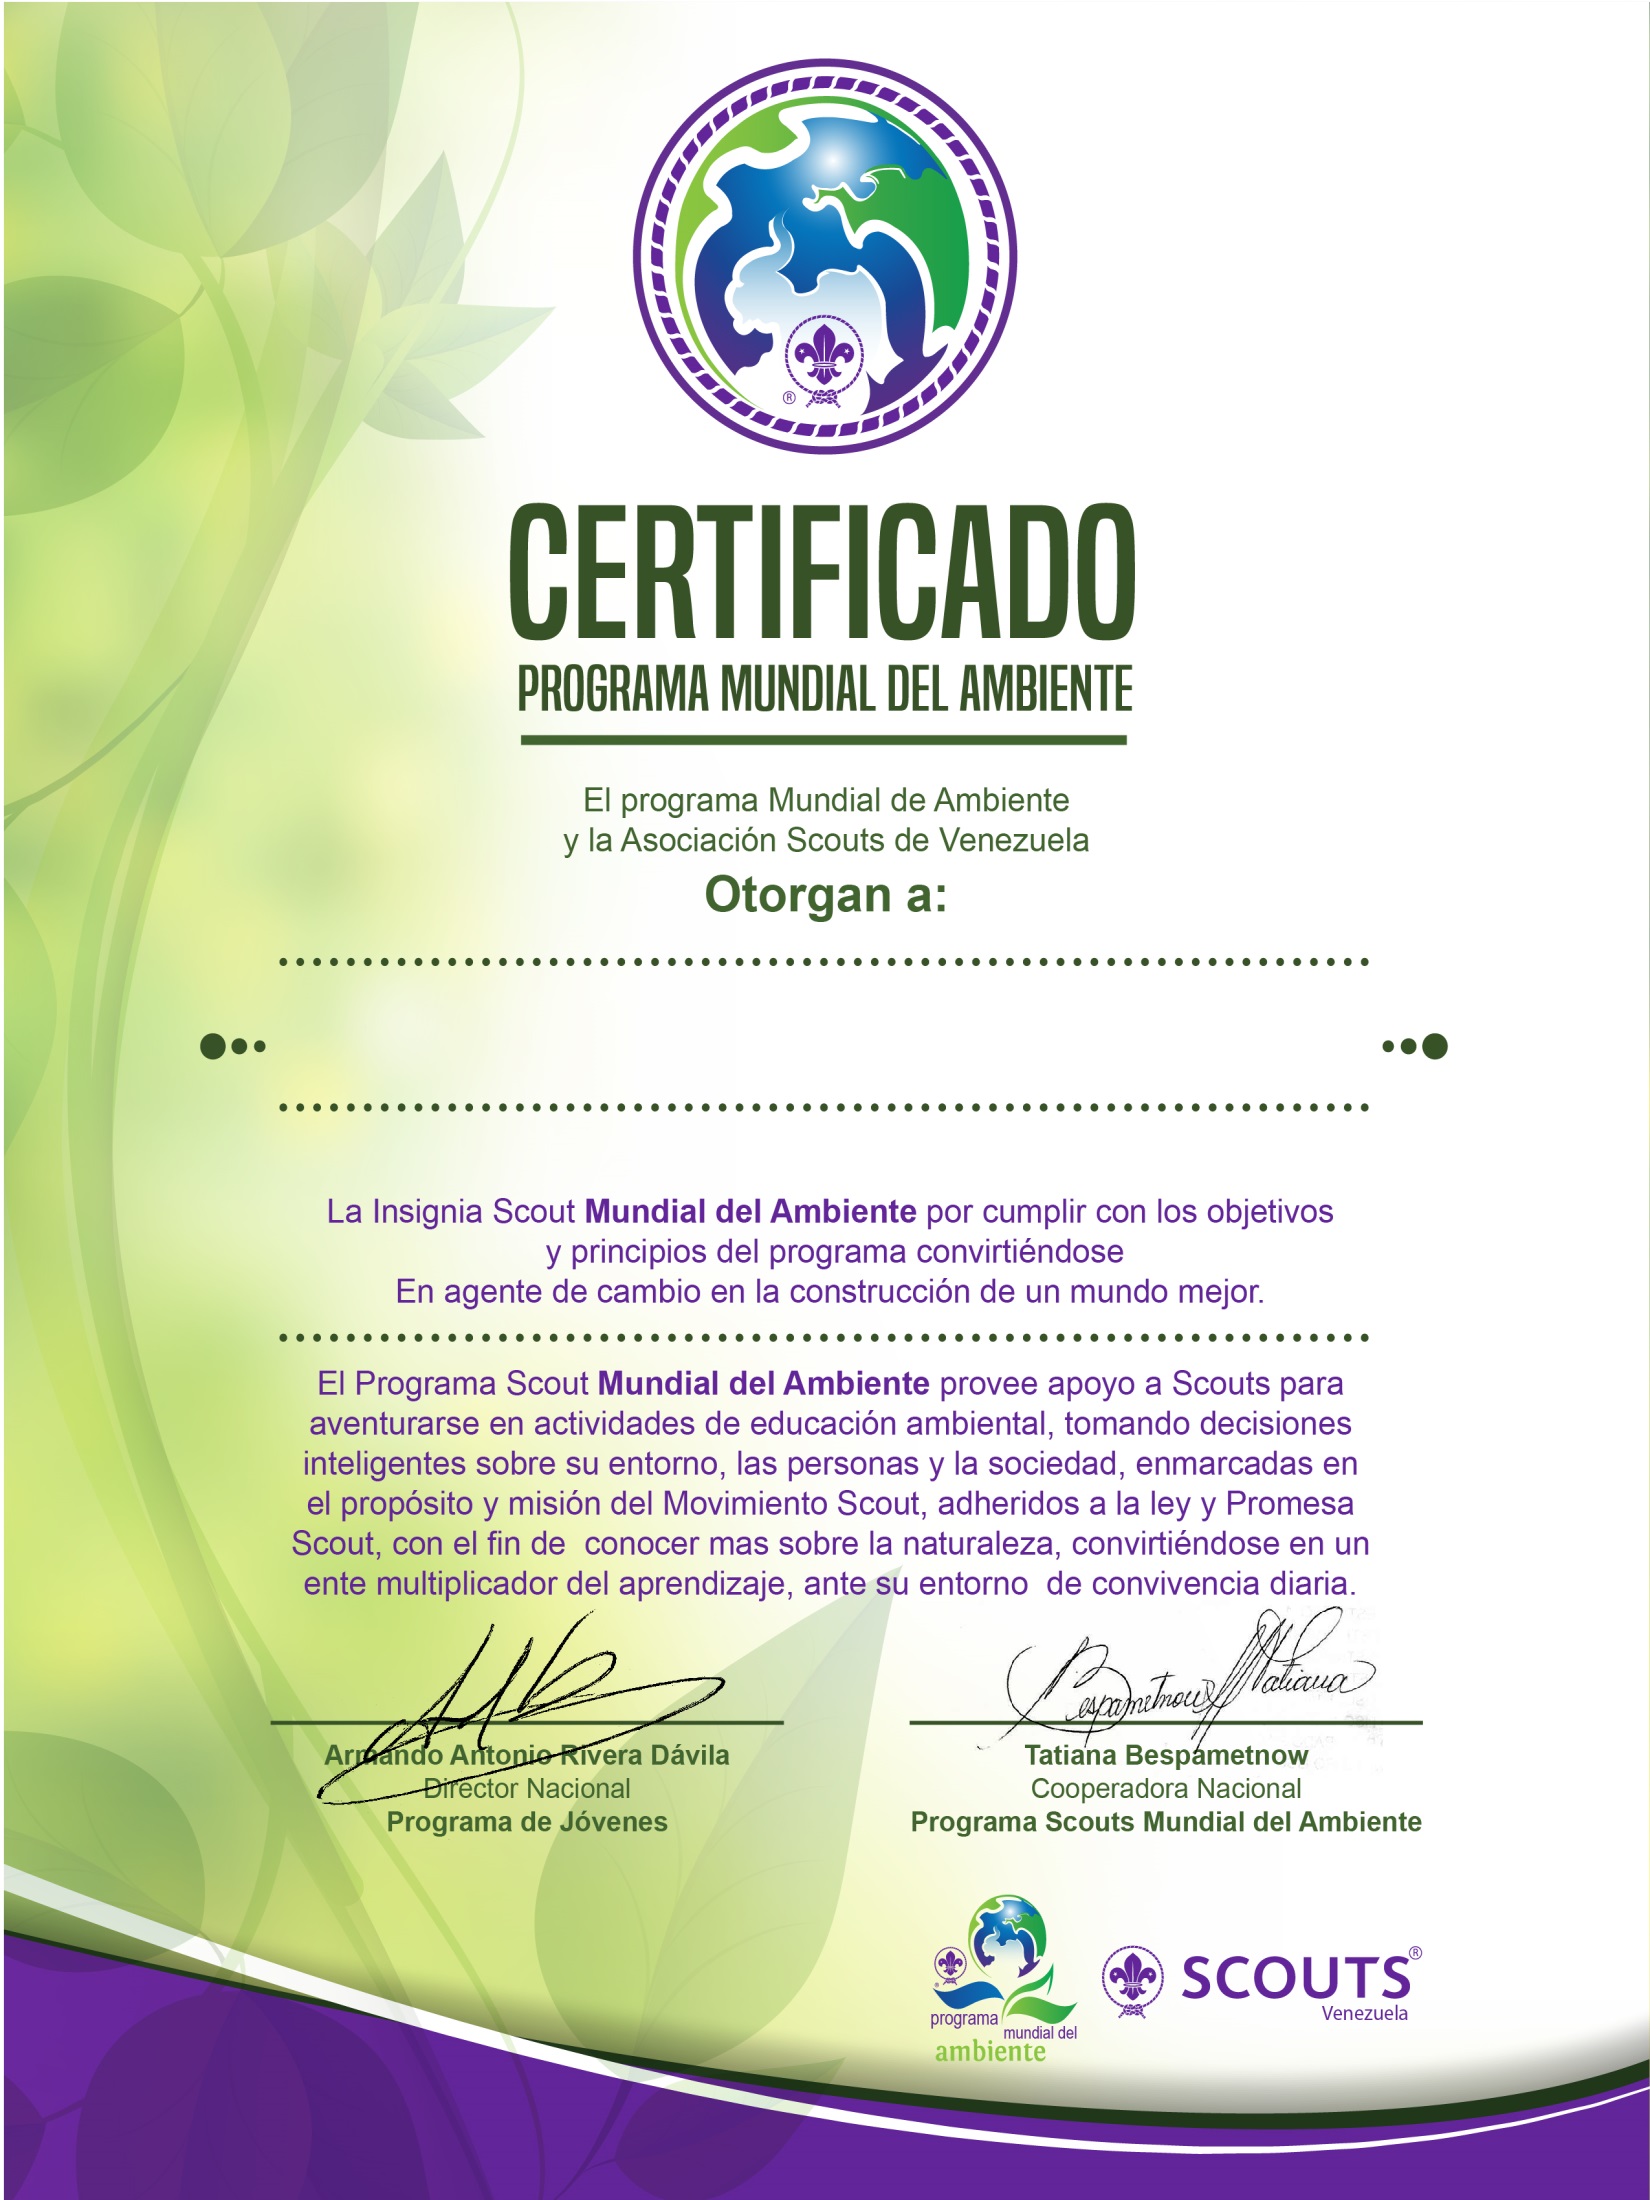 ®
CERTIFICADO
PROGRAMA MUNDIAL DEL AMBIENTE
El programa Mundial de Ambiente
y la Asociación Scouts de Venezuela
Otorgan a:
La Insignia Scout Mundial del Ambiente por cumplir con los objetivos
y principios del programa convirtiéndose
En agente de cambio en la construcción de un mundo mejor.
El Programa Scout Mundial del Ambiente provee apoyo a Scouts para
aventurarse en actividades de educación ambiental, tomando decisiones
inteligentes sobre su entorno, las personas y la sociedad, enmarcadas en
el propósito y misión del Movimiento Scout, adheridos a la ley y Promesa
Scout, con el fin de  conocer mas sobre la naturaleza, convirtiéndose en un
ente multiplicador del aprendizaje, ante su entorno  de convivencia diaria.
Bespametnow Tatiana
Armando Antonio Rivera Dávila
Director Nacional
Programa de Jóvenes
Tatiana Bespametnow
Cooperadora Nacional
Programa Scouts Mundial del Ambiente
programa
mundial del
ambiente
SCOUTS®
Venezuela